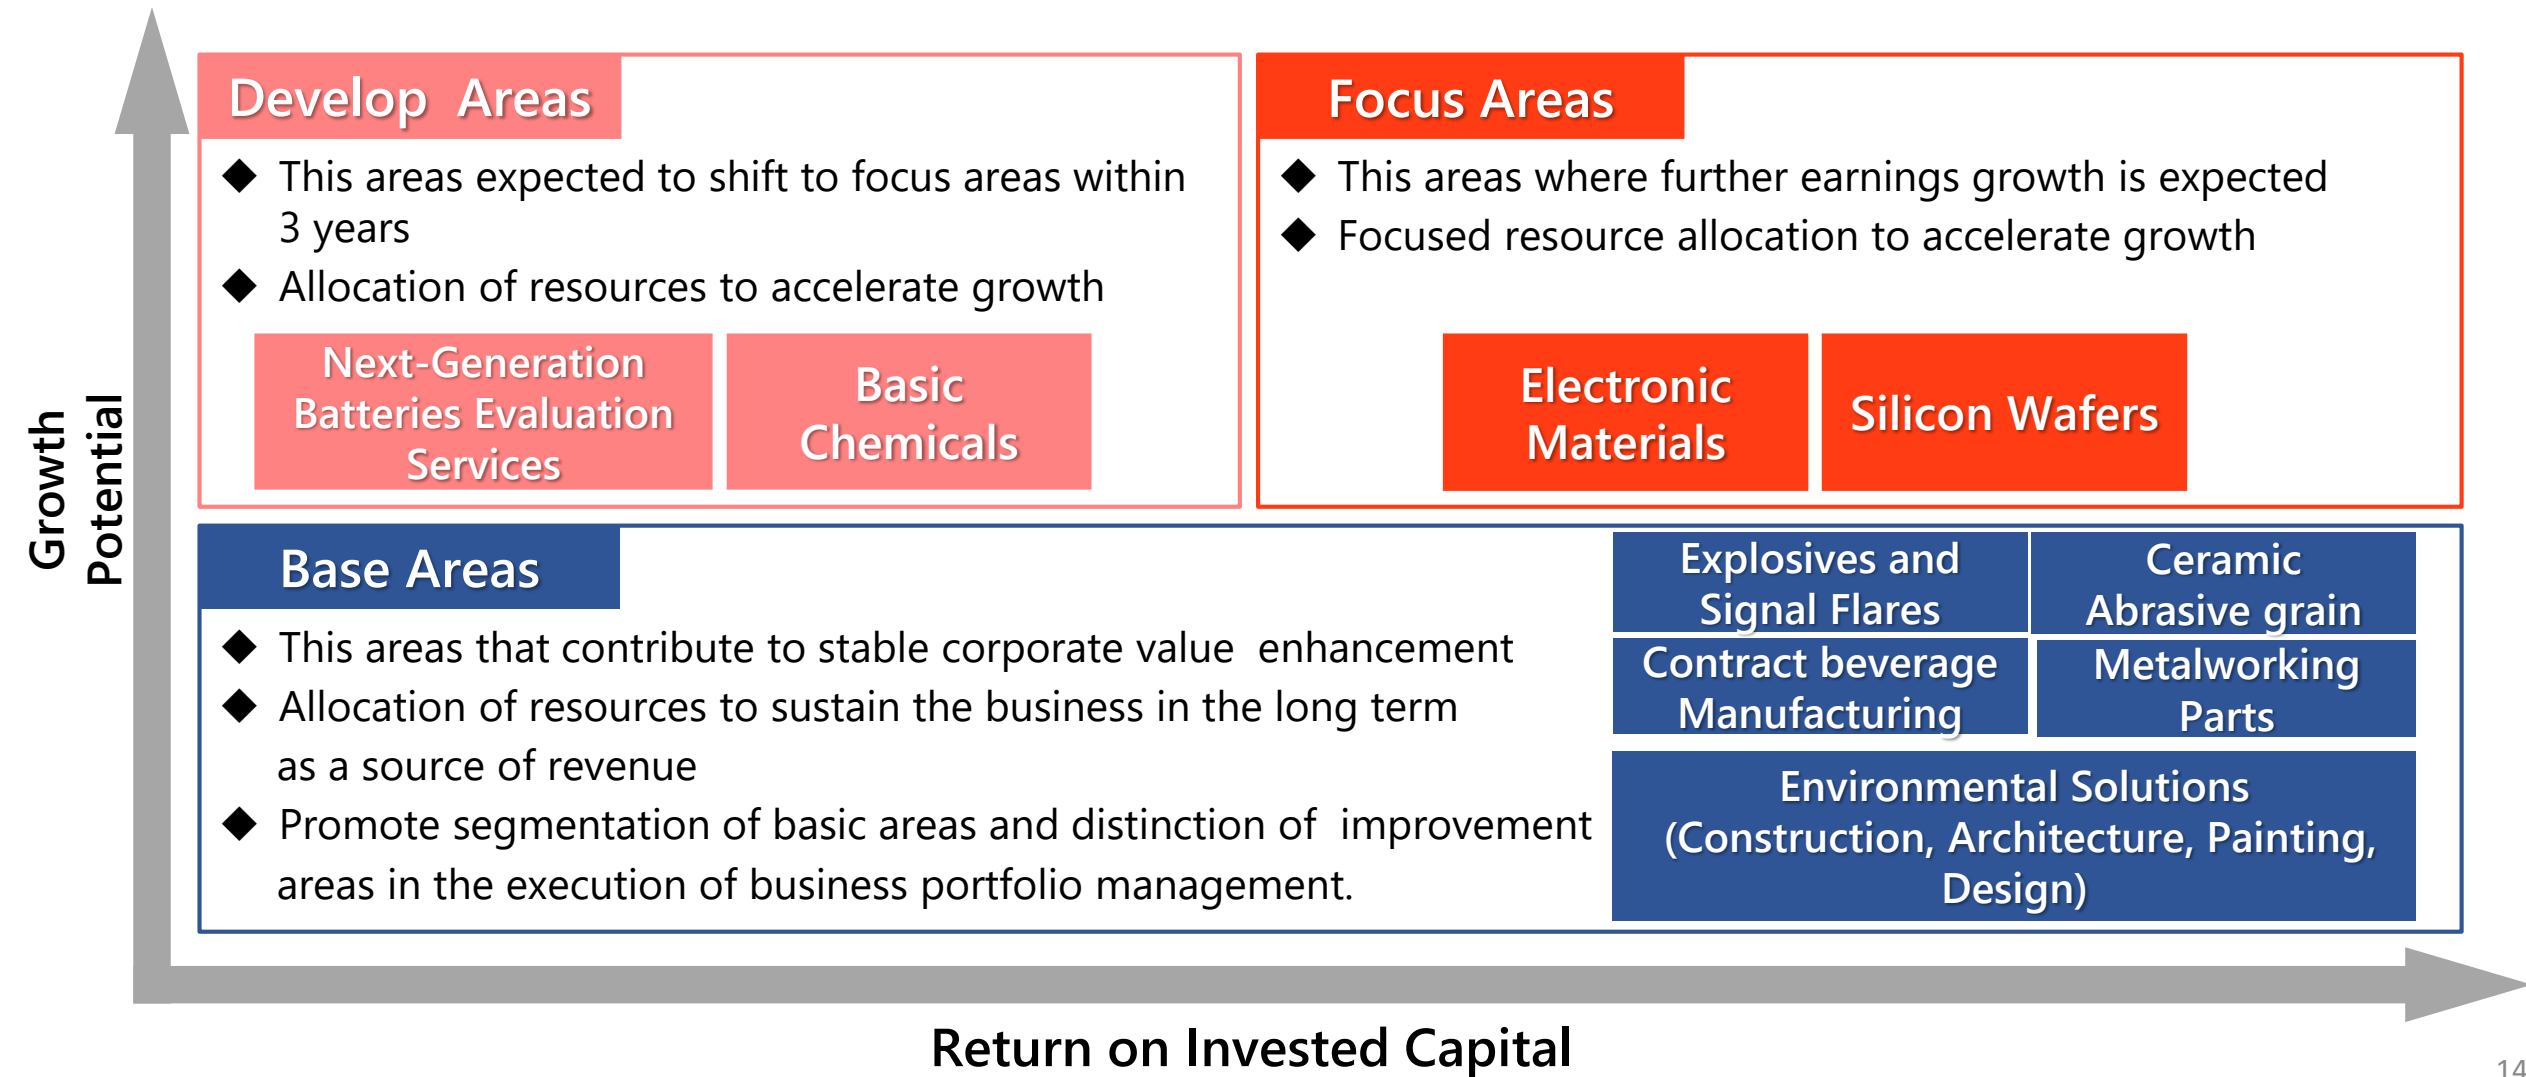 Growth
Potential
Develop  Areas
◆ This areas expected to shift to focus areas within
3 years
◆ Allocation of resources to accelerate growth
Next-Generation
Batteries Evaluation
Services
Basic
Chemicals
Focus Areas
◆ This areas where further earnings growth is expected
◆ Focused resource allocation to accelerate growth
Electronic
Materials
Silicon Wafers
Base Areas
◆ This areas that contribute to stable corporate value  enhancement
◆ Allocation of resources to sustain the business in the long term
as a source of revenue
◆ Promote segmentation of basic areas and distinction of  improvement
areas in the execution of business portfolio management.
Explosives and
Signal Flares
Ceramic
Abrasive grain
Contract beverage
Manufacturing
Metalworking
Parts
Environmental Solutions
(Construction, Architecture, Painting,
Design)
Return on Invested Capital
14